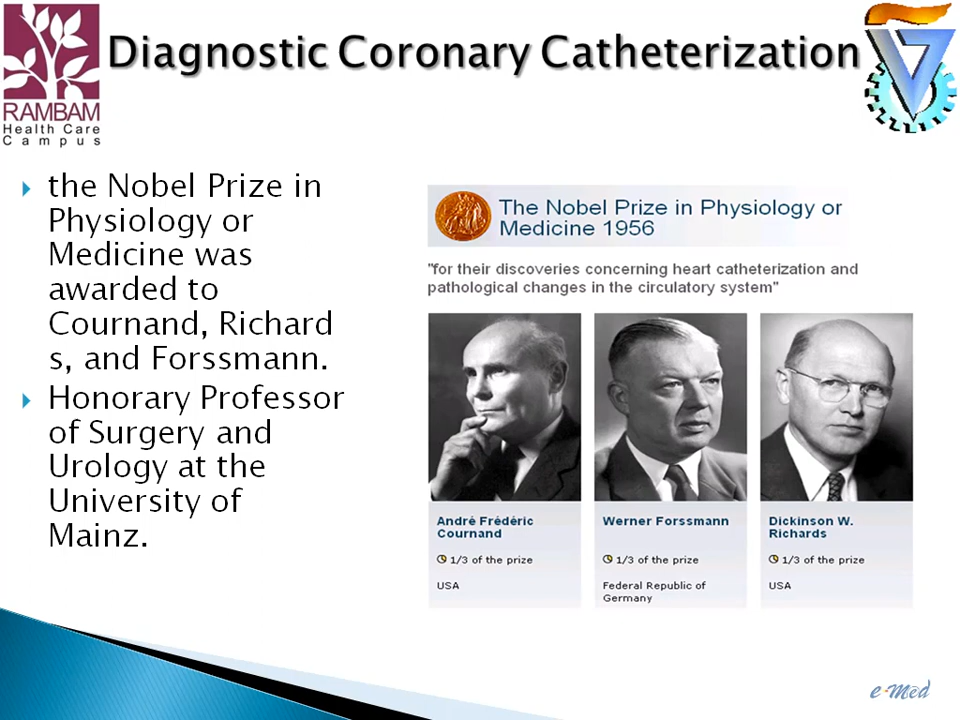 Diagnostic Coronary Catheterization
RAMBAM
Health Care
Campus
the Nobel Prize in
Physiology or
Medicine was
awarded to
Cournand, Richard
s, and Forssmann.
Honorary Professor
of Surgery and
Urology at the
University of
Mainz.
The Nobel Prize in Physiology or
Medicine 1956
"for their discoveries concerning heart catheterization and
pathological changes in the circulatory system"
André Frédéric
Cournand
1/3 of the prize
USA
Werner Forssmann
1/3 of the prize
Federal Republic of
Germany
Dickinson W.
Richards
1/3 of the prize
USA
e-Med